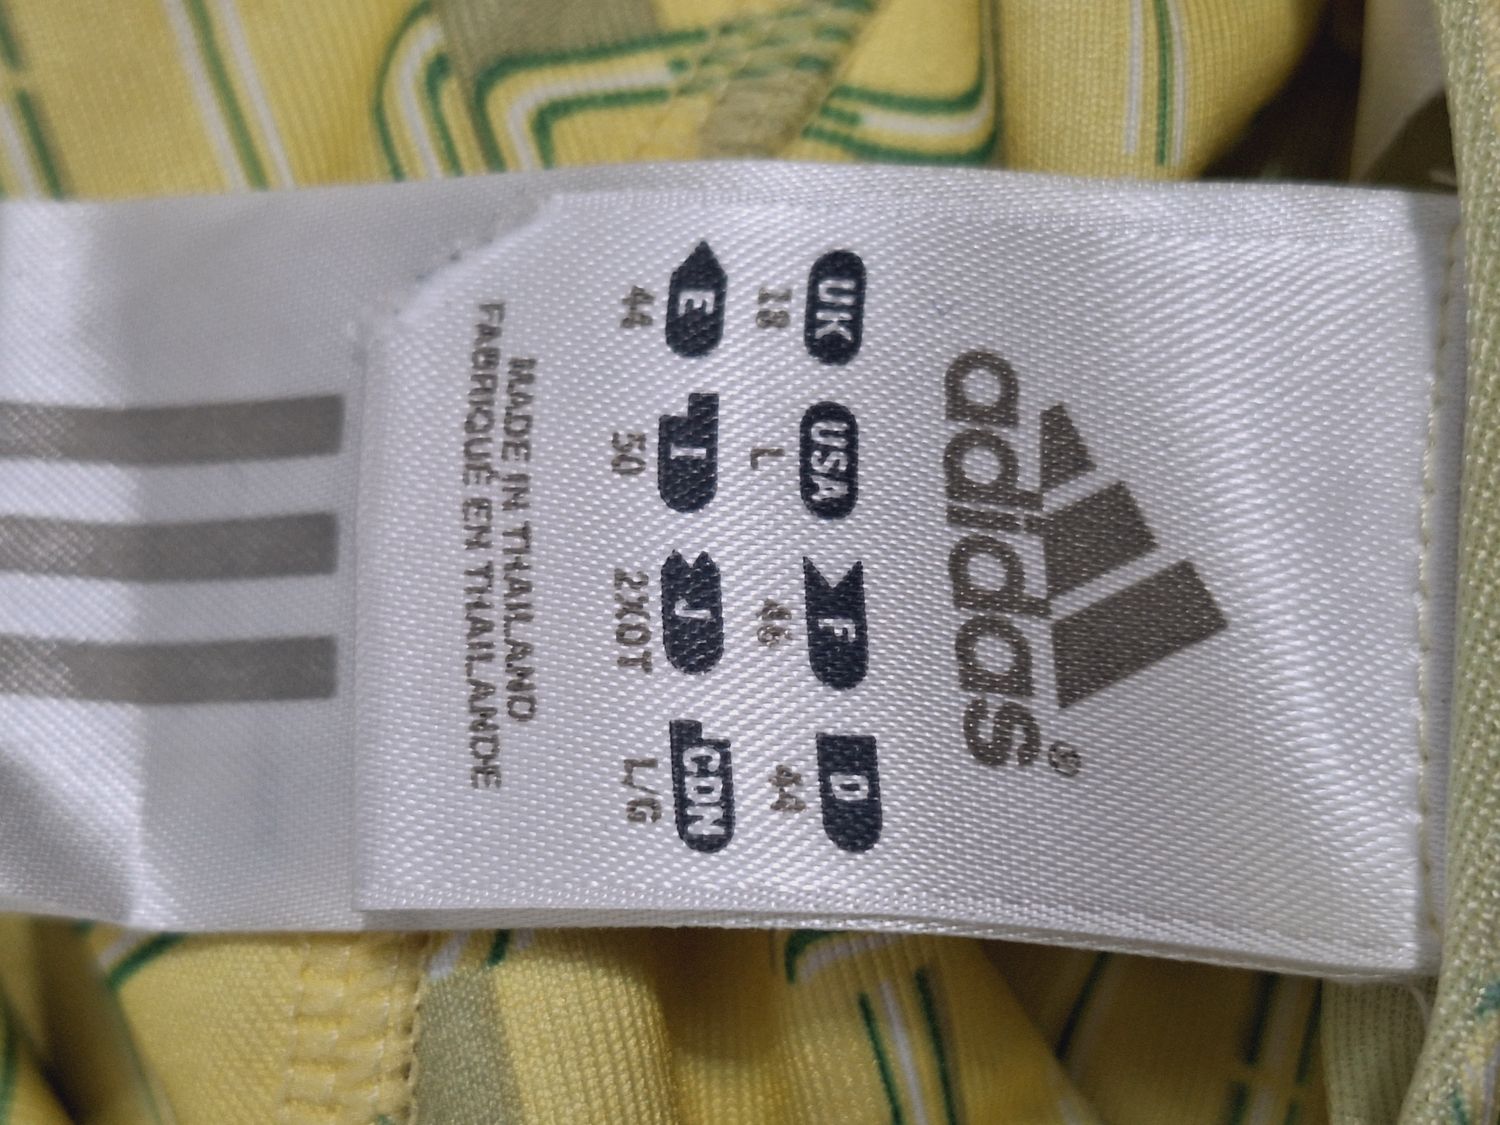 adidas®
UK USA F D
18 L 46 44
E I J CDN
44 50 2XOT L/G
MADE IN THAILAND
FABRIQUÉ EN THAILANDE